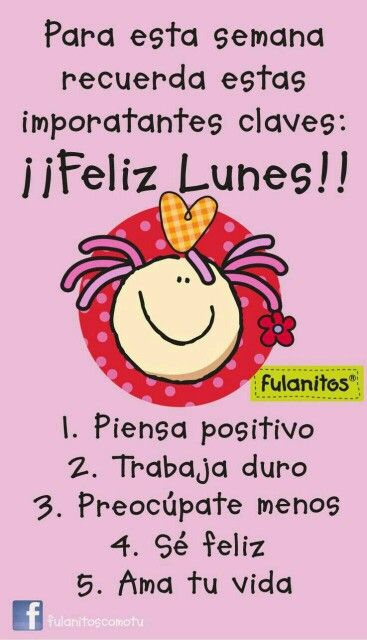 Para esta semana
recuerda estas
imporatantes claves:
¡¡Feliz Lunes!!
fulanitos®
1. Piensa positivo
2. Trabaja duro
3. Preocúpate menos
4. Sé feliz
5. Ama tu vida
f fulanitoscomotu